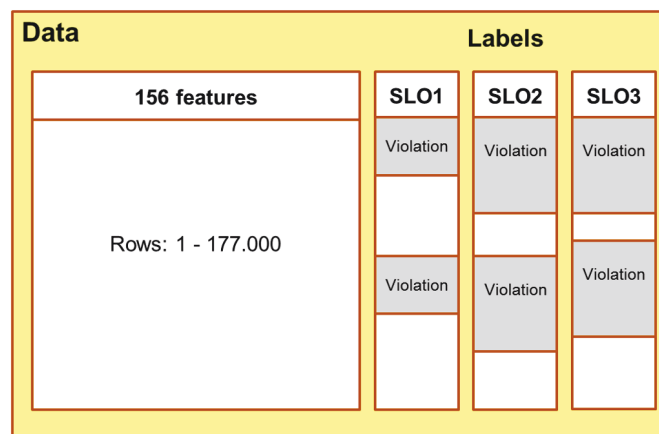 Data
Labels
156 features
SLO1
SLO2
SLO3
Violation
Violation
Violation
Rows: 1 - 177.000
Violation
Violation
Violation